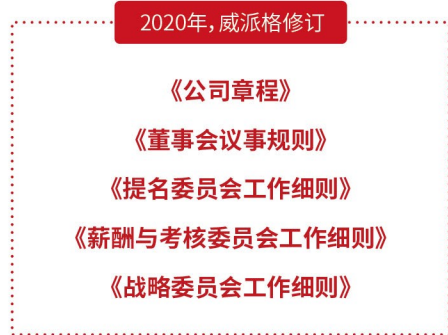 2020年，威派格修订
《公司章程》
《董事会议事规则》
《提名委员会工作细则》
《薪酬与考核委员会工作细则》
《战略委员会工作细则》